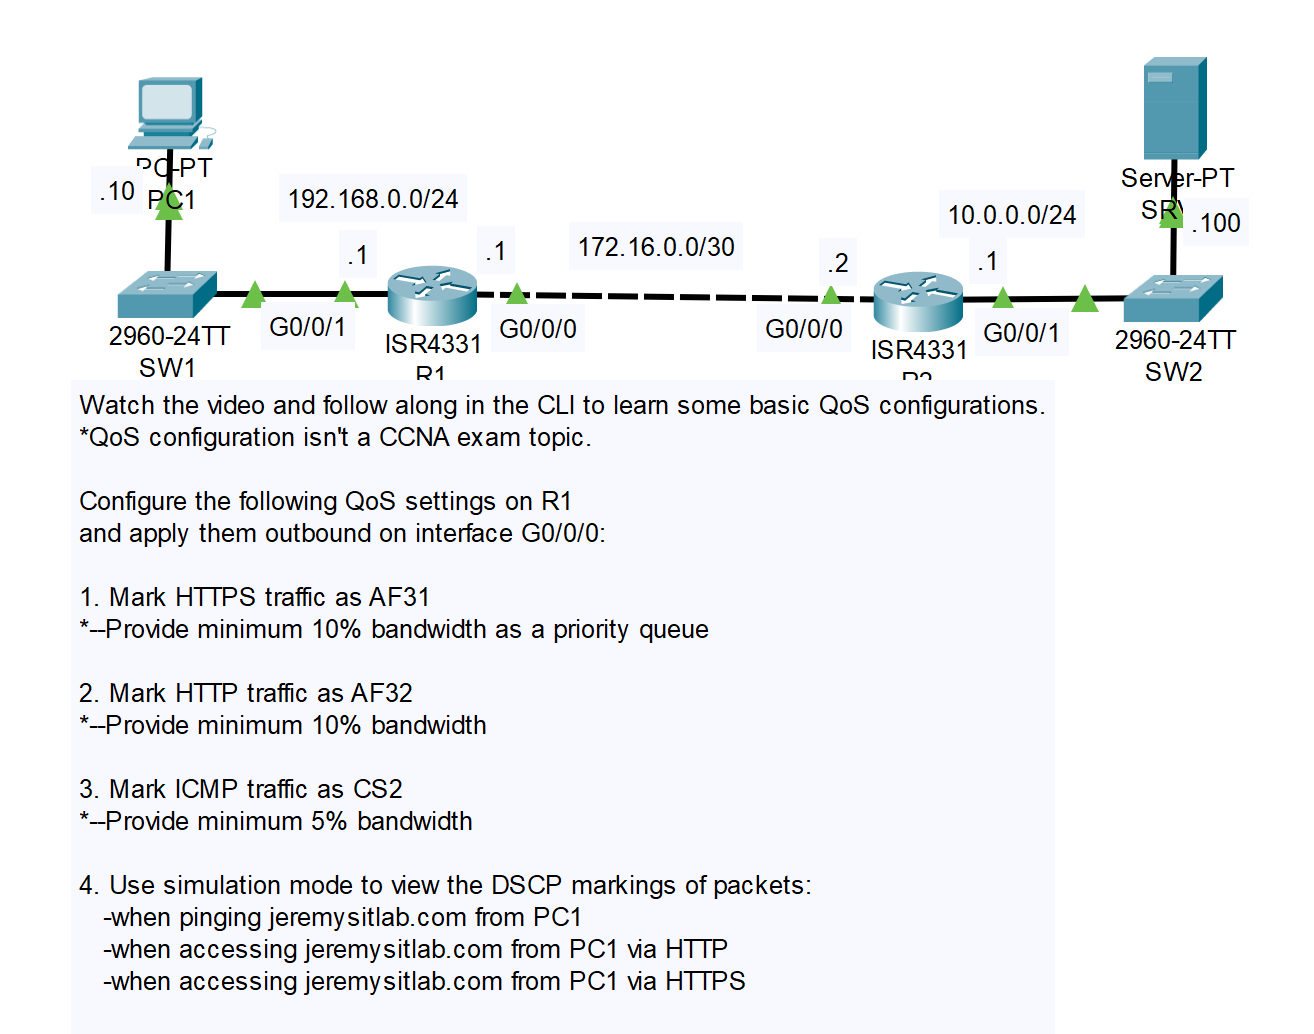 PC-PT
PC1
.10
192.168.0.0/24
.1
.1
172.16.0.0/30
.2
10.0.0.0/24
.1
Server-PT
.100
G0/0/1
G0/0/0
G0/0/0
G0/0/1
2960-24TT
SW1
ISR4331
R1
ISR4331
R2
2960-24TT
SW2
Watch the video and follow along in the CLI to learn some basic QoS configurations.
*QoS configuration isn't a CCNA exam topic.
Configure the following QoS settings on R1
and apply them outbound on interface G0/0/0:
1. Mark HTTPS traffic as AF31
*--Provide minimum 10% bandwidth as a priority queue
2. Mark HTTP traffic as AF32
*--Provide minimum 10% bandwidth
3. Mark ICMP traffic as CS2
*--Provide minimum 5% bandwidth
4. Use simulation mode to view the DSCP markings of packets:
-when pinging jeremysitlab.com from PC1
-when accessing jeremysitlab.com from PC1 via HTTP
-when accessing jeremysitlab.com from PC1 via HTTPS